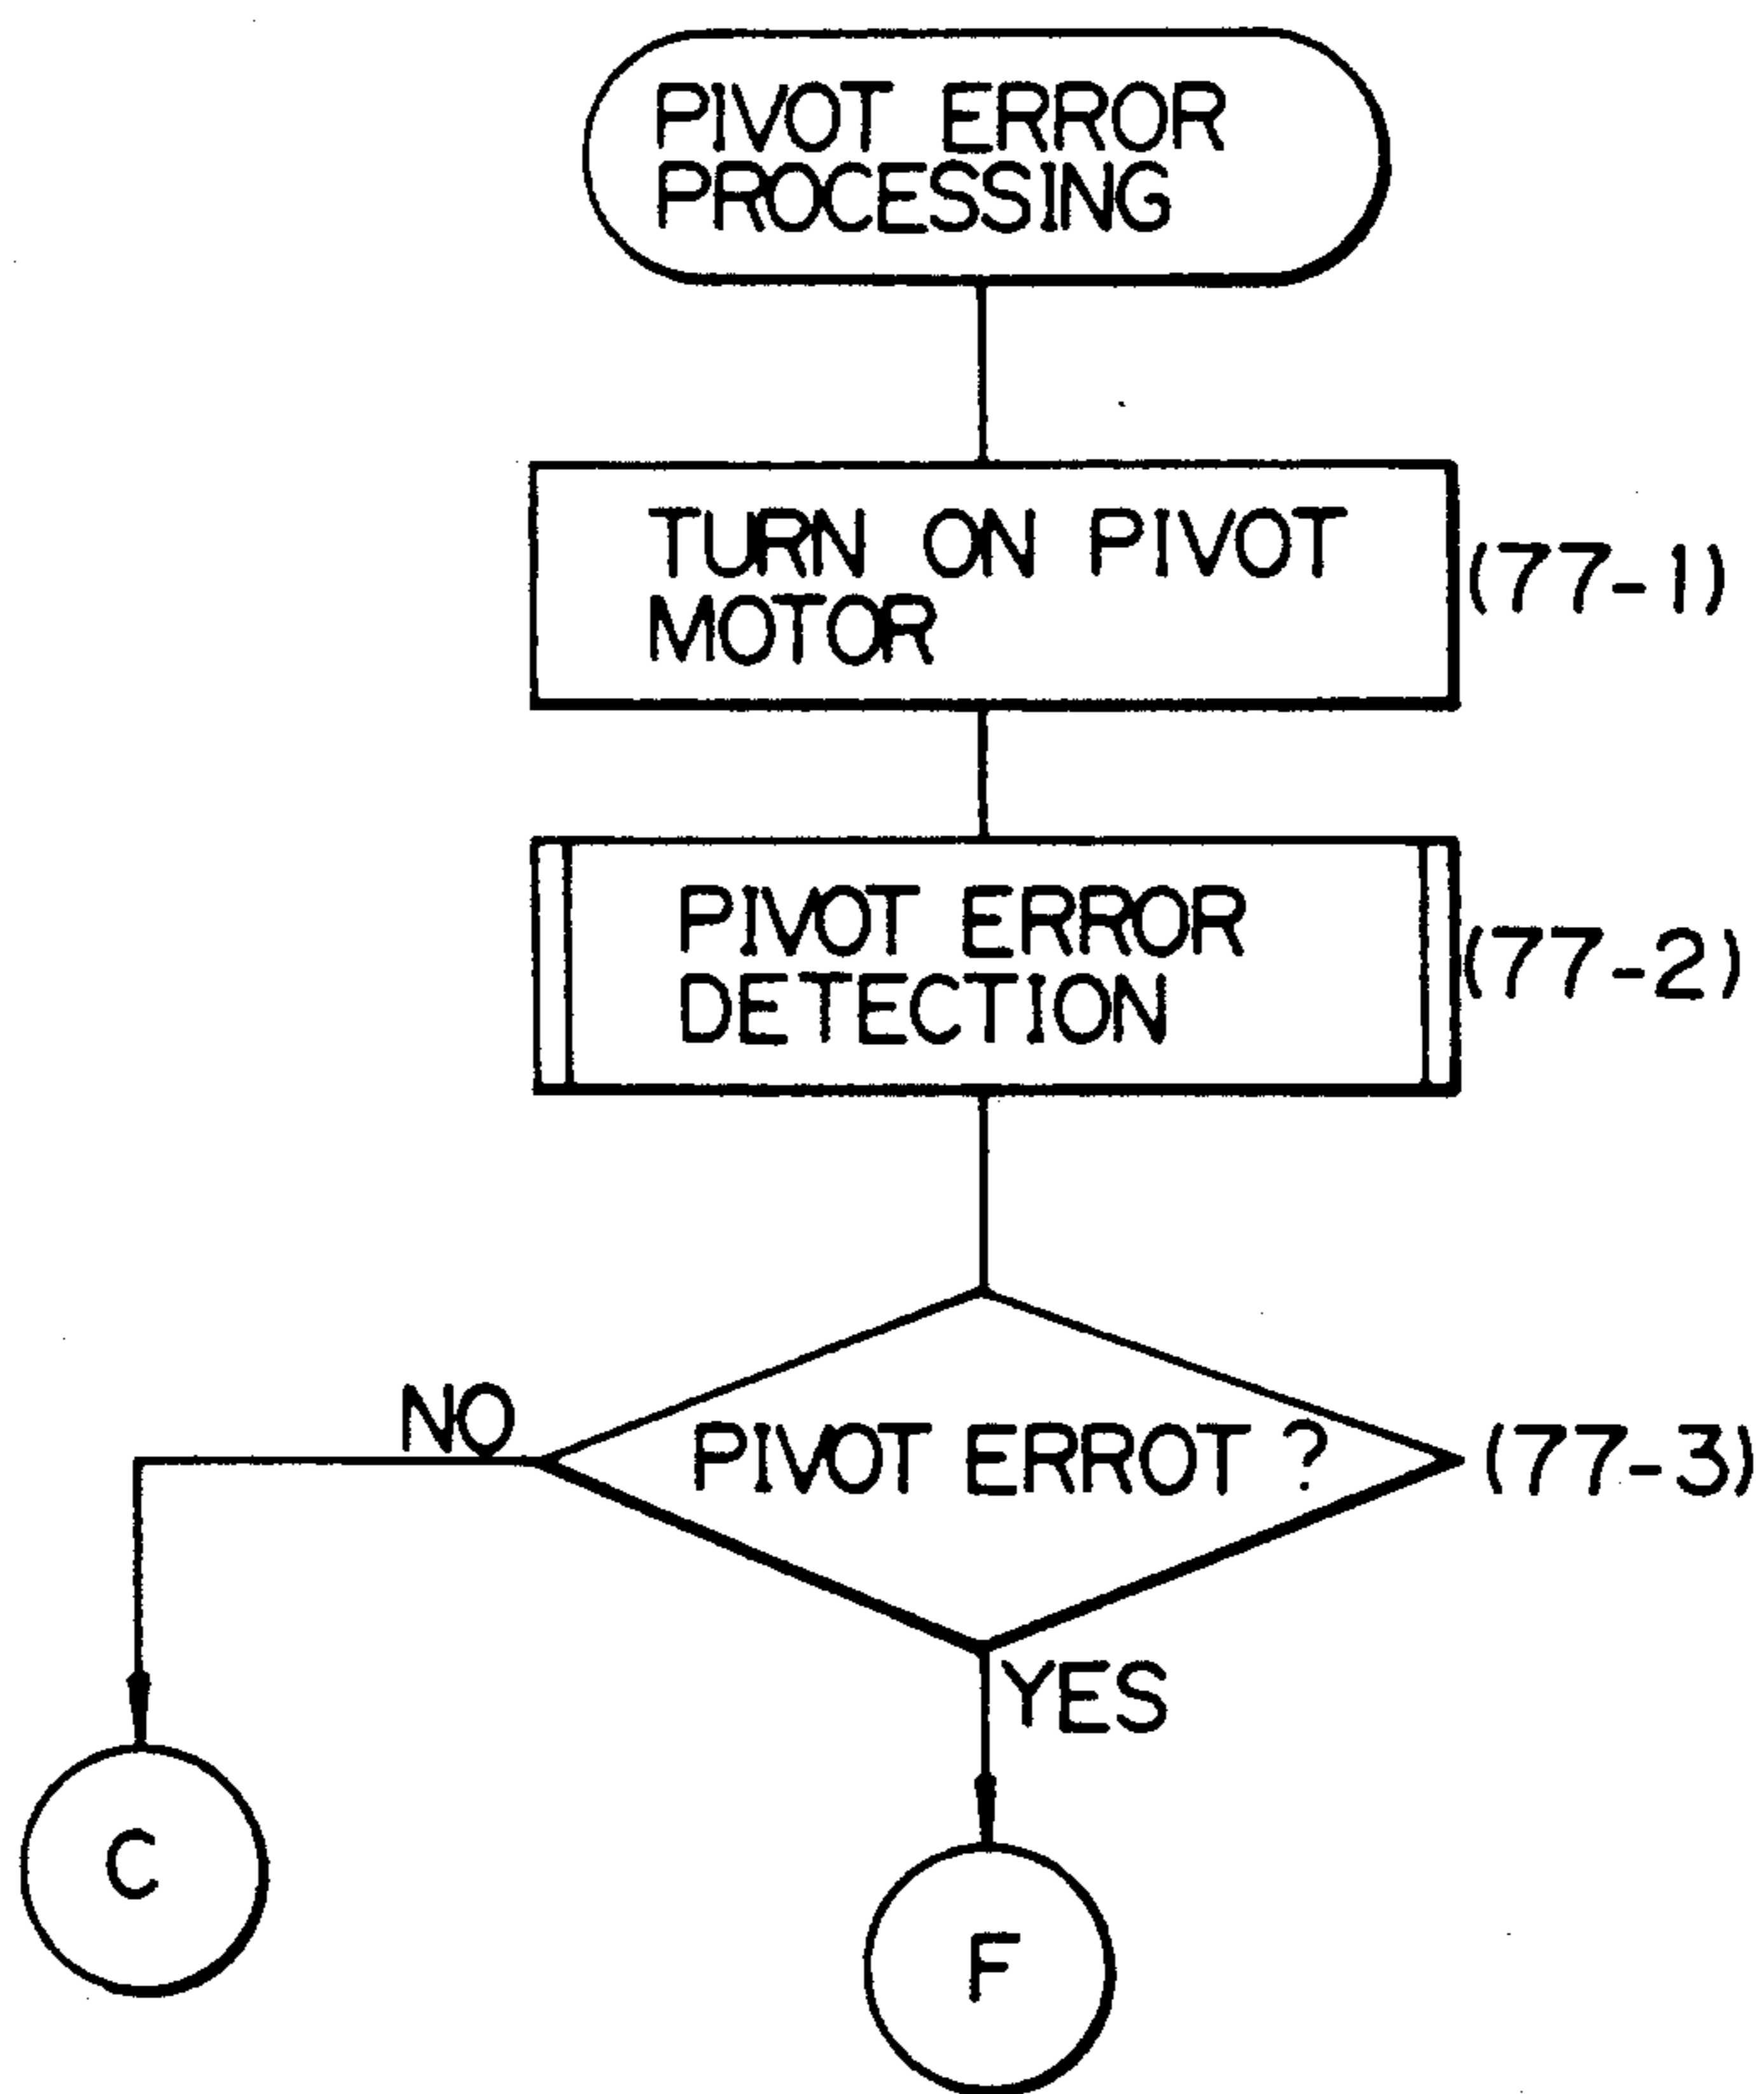 PIVOT ERROR
PROCESSING
TURN ON PIVOT
MOTOR
(77-1)
PIVOT ERROR
DETECTION
(77-2)
NO
PIVOT ERROT ?
(77-3)
YES
C
F